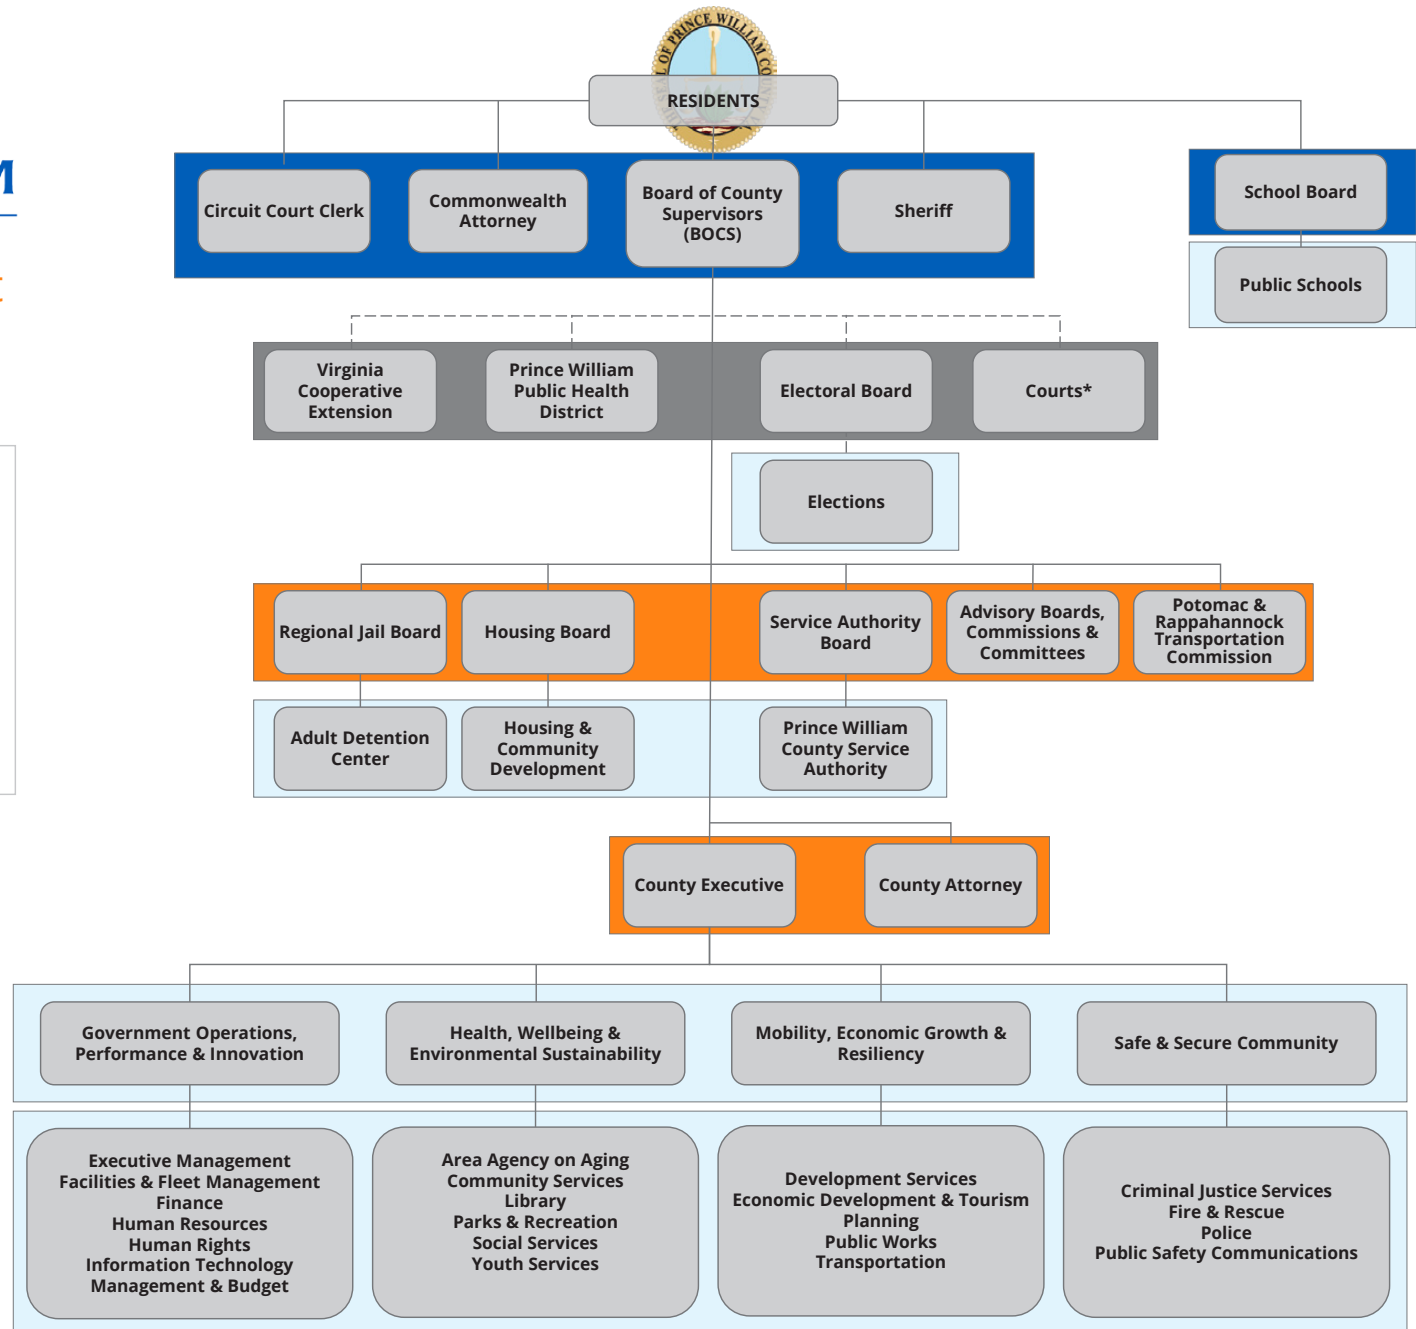 SEAL OF PRINCE WILLIAM COUNTY
M
RESIDENTS
Circuit Court Clerk
Commonwealth
Attorney
Board of County
Supervisors
(BOCS)
Sheriff
School Board
Public Schools
Virginia
Cooperative
Extension
Prince William
Public Health
District
Electoral Board
Courts*
Elections
Regional Jail Board
Housing Board
Service Authority
Board
Advisory Boards,
Commissions &
Committees
Potomac &
Rappahannock
Transportation
Commission
Adult Detention
Center
Housing &
Community
Development
Prince William
County Service
Authority
County Executive
County Attorney
Government Operations,
Performance & Innovation
Health, Wellbeing &
Environmental Sustainability
Mobility, Economic Growth &
Resiliency
Safe & Secure Community
Executive Management
Facilities & Fleet Management
Finance
Human Resources
Human Rights
Information Technology
Management & Budget
Area Agency on Aging
Community Services
Library
Parks & Recreation
Social Services
Youth Services
Development Services
Economic Development & Tourism
Planning
Public Works
Transportation
Criminal Justice Services
Fire & Rescue
Police
Public Safety Communications